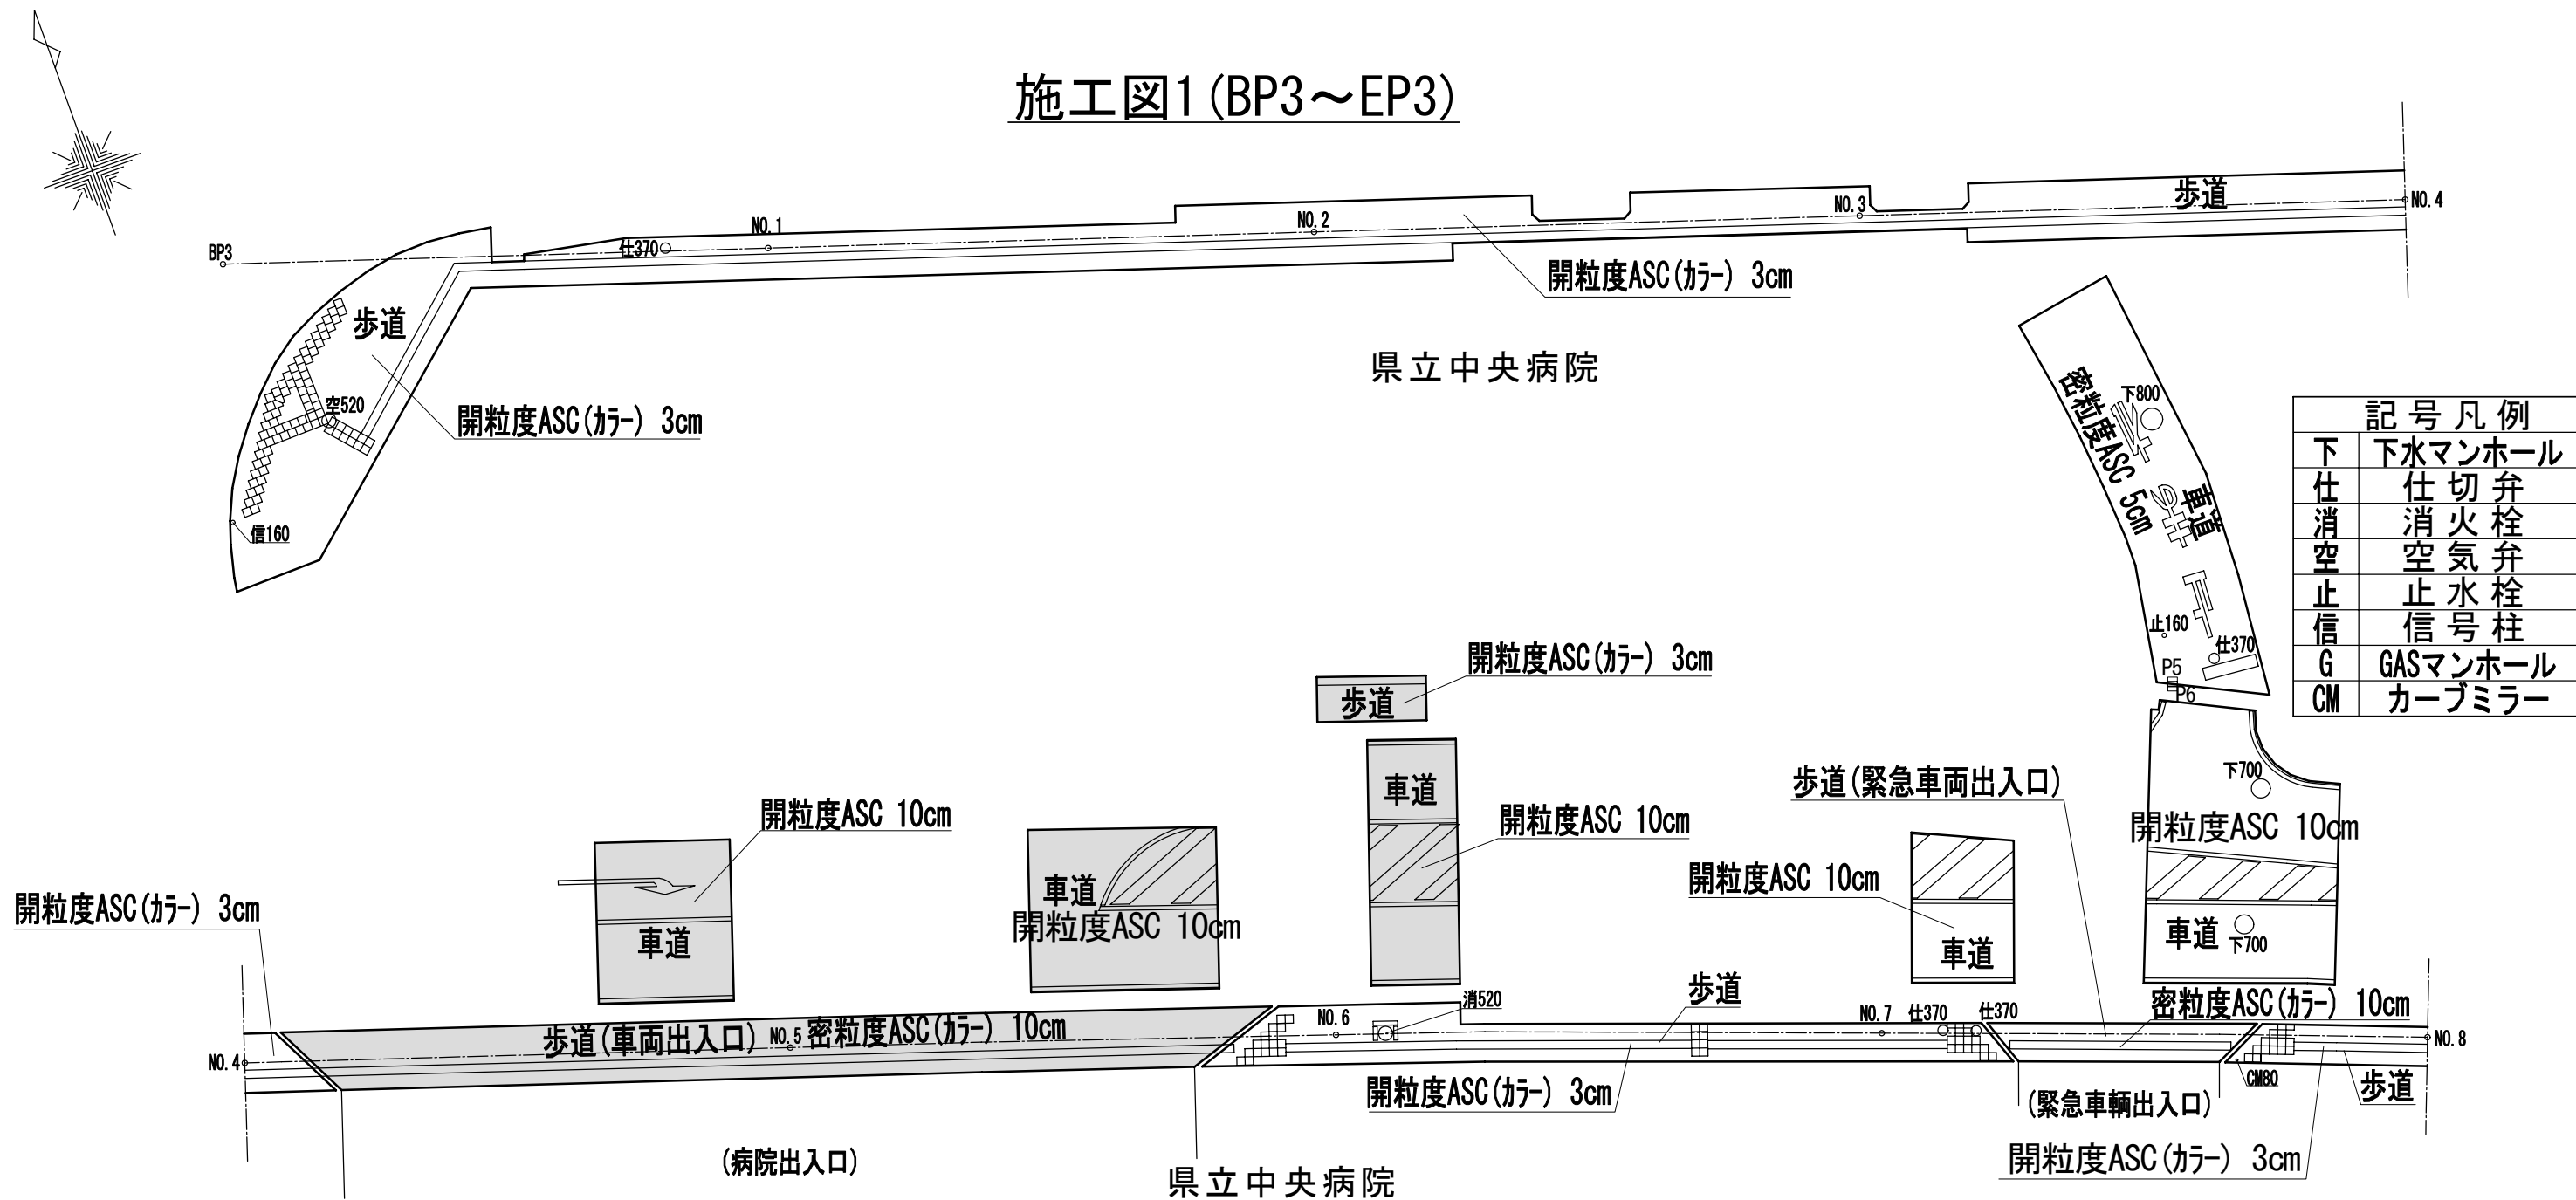 施工図1(BP3～EP3)
BP3
仕370
NO.1
NO.2
NO.3
歩道
NO.4
開粒度ASC(ｶﾗｰ) 3cm
歩道
空520
開粒度ASC(ｶﾗｰ) 3cm
信160
県立中央病院
密粒度ASC 5cm
下800
車道
止160
仕370
P5
P6
記号凡例
下 下水マンホール
仕 仕切弁
消 消火栓
空 空気弁
止 止水栓
信 信号柱
G GASマンホール
CM カーブミラー
開粒度ASC(ｶﾗｰ) 3cm
歩道
車道
開粒度ASC 10cm
開粒度ASC 10cm
車道
車道
開粒度ASC 10cm
歩道(緊急車両出入口)
開粒度ASC 10cm
車道
下700
開粒度ASC 10cm
車道
下700
開粒度ASC(ｶﾗｰ) 3cm
NO.4
歩道(車両出入口)
NO.5
密粒度ASC(ｶﾗｰ) 10cm
NO.6
消520
歩道
NO.7
仕370
仕370
密粒度ASC(ｶﾗｰ) 10cm
NO.8
開粒度ASC(ｶﾗｰ) 3cm
CM80
歩道
(緊急車輌出入口)
開粒度ASC(ｶﾗｰ) 3cm
(病院出入口)
県立中央病院